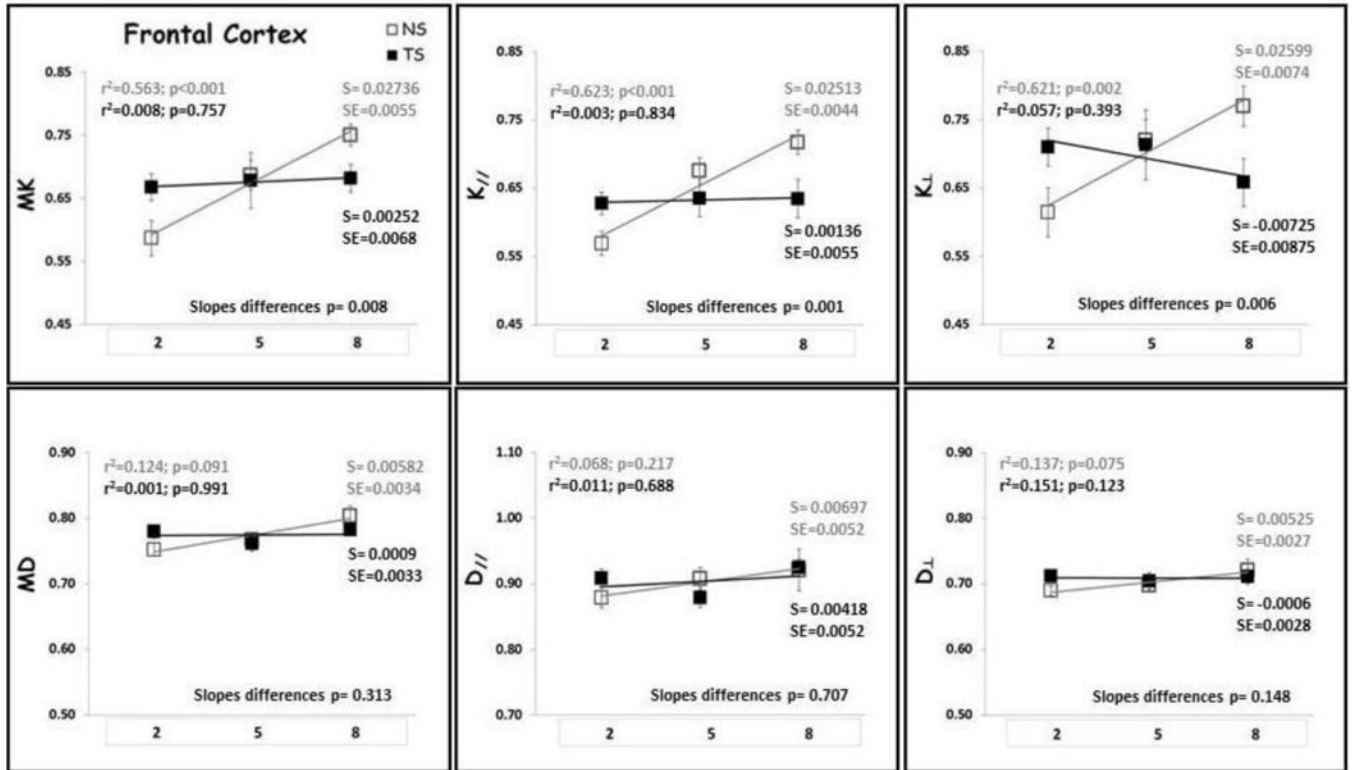 Frontal Cortex
□ NS
■ TS
MK
0.85
0.75
0.65
0.55
0.45
r²=0.563; p<0.001
r²=0.008; p=0.757
S= 0.02736
SE=0.0055
S= 0.00252
SE=0.0068
Slopes differences p= 0.008
2 5 8
K//
0.85
0.75
0.65
0.55
0.45
r²=0.623; p<0.001
r²=0.003; p=0.834
S= 0.02513
SE=0.0044
S= 0.00136
SE=0.0055
Slopes differences p= 0.001
2 5 8
K⊥
0.85
0.75
0.65
0.55
0.45
r²=0.621; p=0.002
r²=0.057; p=0.393
S= 0.02599
SE=0.0074
S= -0.00725
SE=0.00875
Slopes differences p= 0.006
2 5 8
MD
0.90
0.80
0.70
0.60
0.50
r²=0.124; p=0.091
r²=0.001; p=0.991
S= 0.00582
SE=0.0034
S= 0.0009
SE=0.0033
Slopes differences p= 0.313
2 5 8
D//
1.10
1.00
0.90
0.80
0.70
r²=0.068; p=0.217
r²=0.011; p=0.688
S= 0.00697
SE=0.0052
S= 0.00418
SE=0.0052
Slopes differences p= 0.707
2 5 8
D⊥
0.90
0.80
0.70
0.60
0.50
r²=0.137; p=0.075
r²=0.151; p=0.123
S= 0.00525
SE=0.0027
S= -0.0006
SE=0.0028
Slopes differences p= 0.148
2 5 8